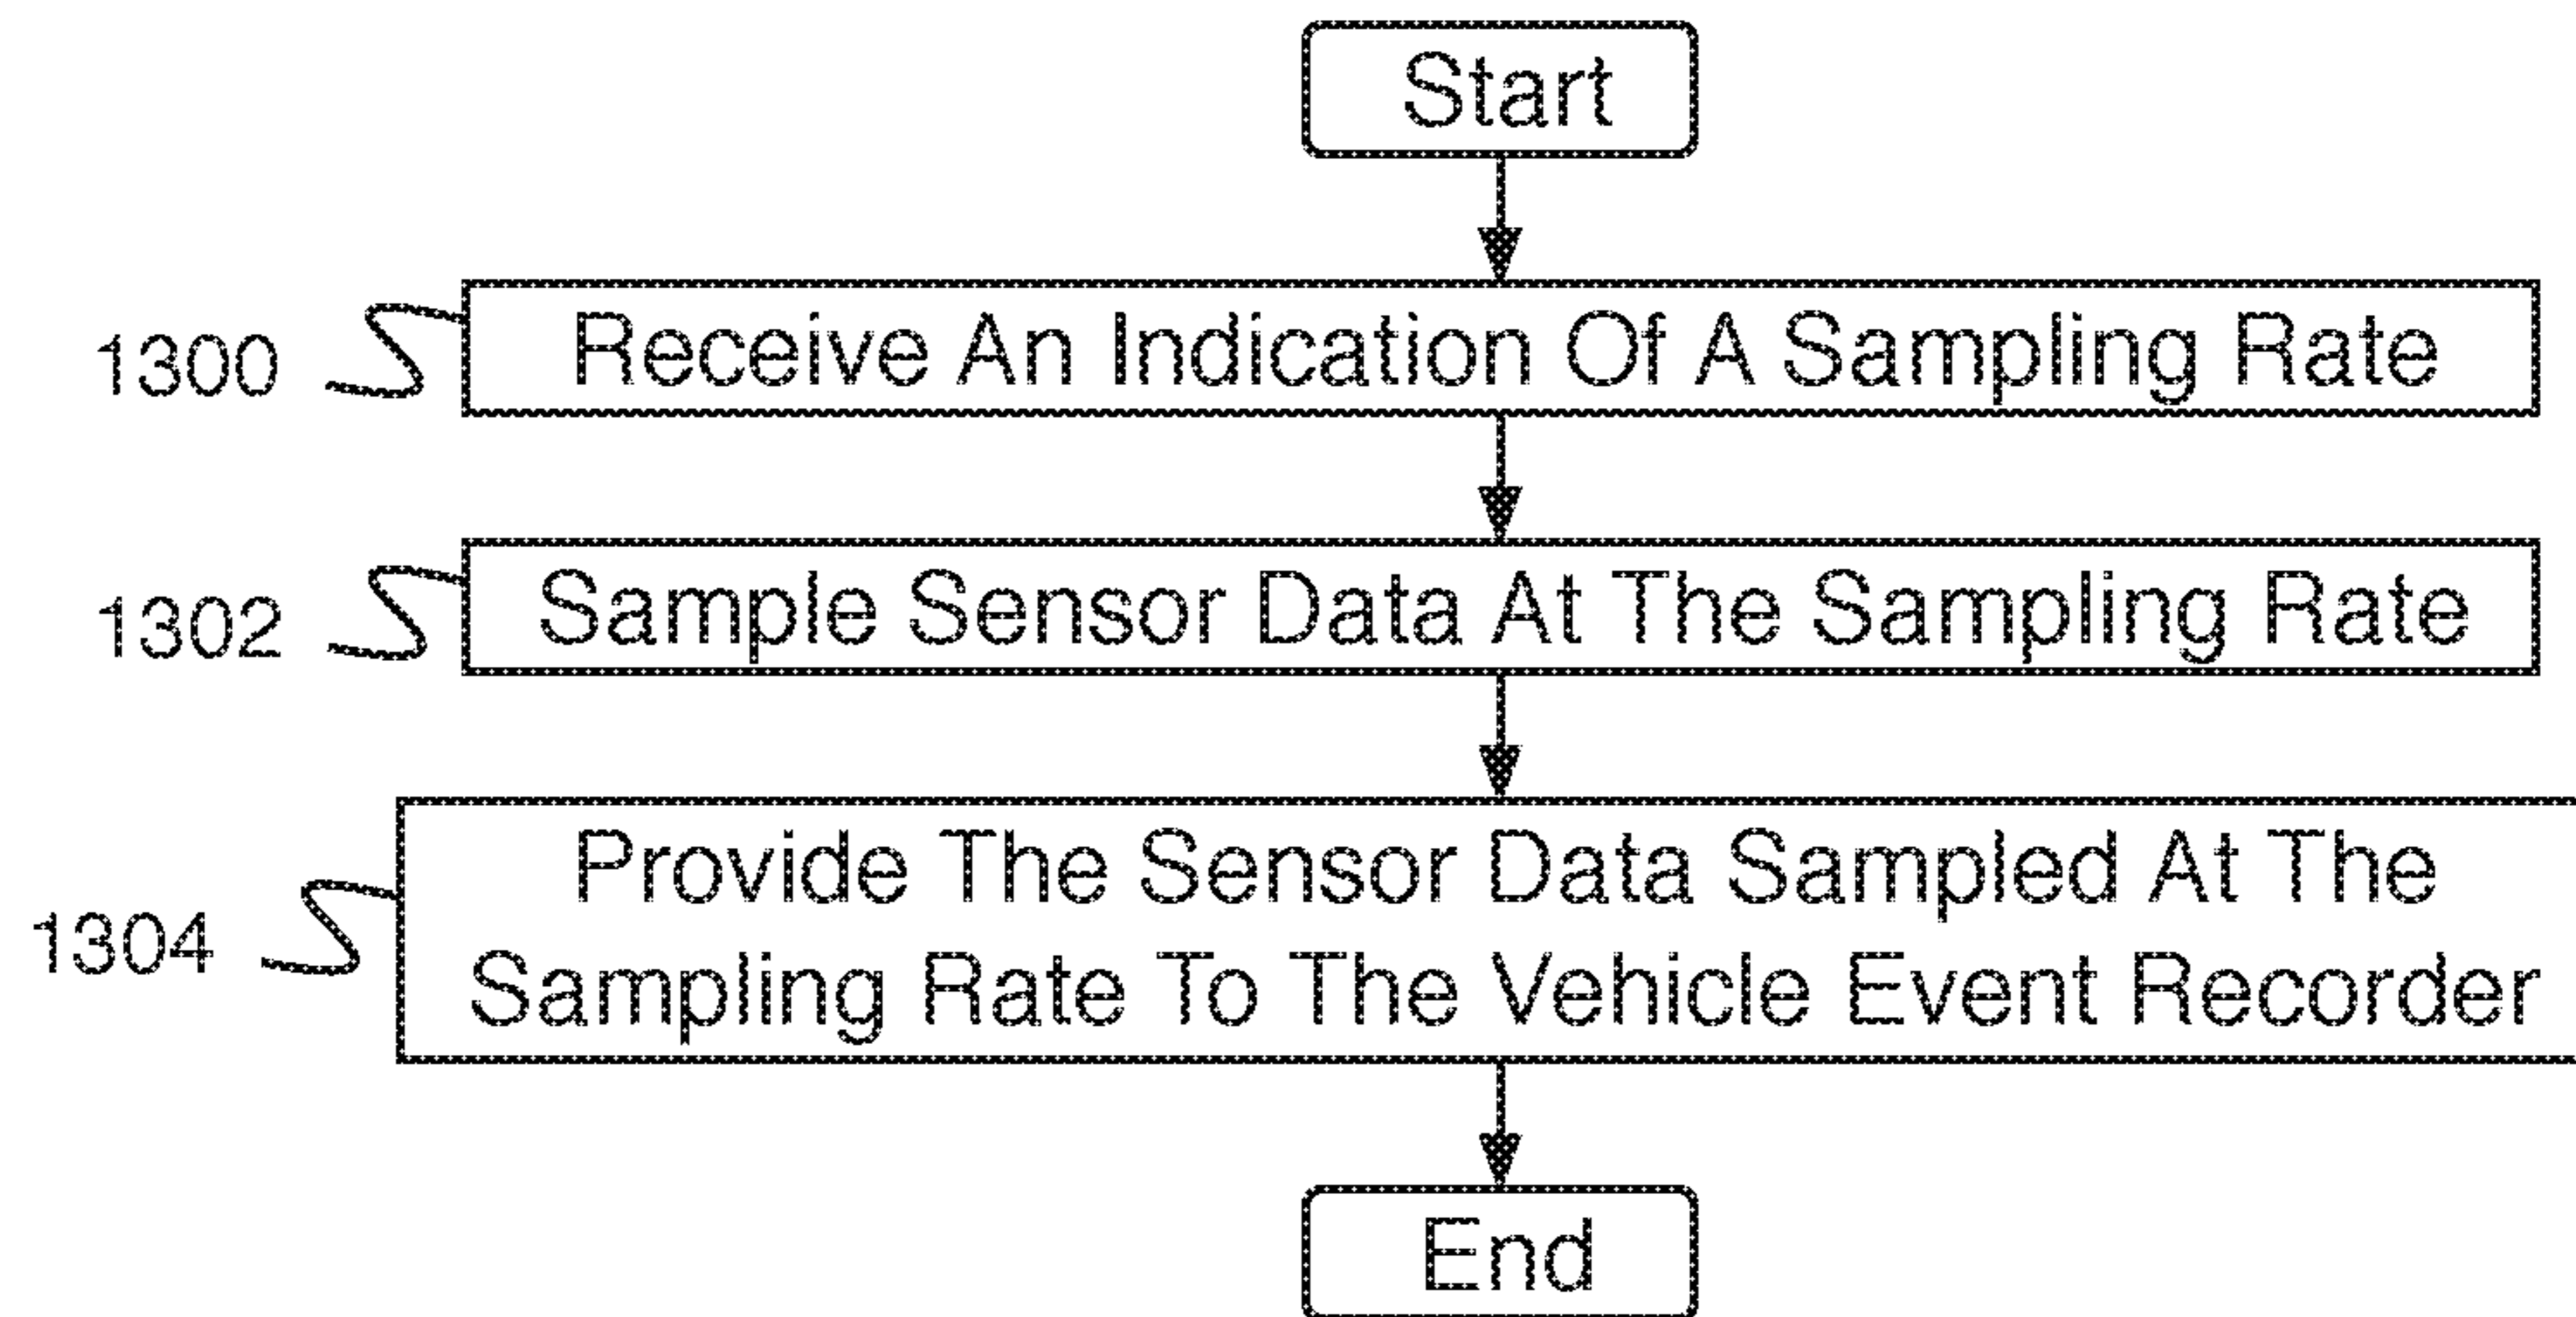 Start
1300 Receive An Indication Of A Sampling Rate
1302 Sample Sensor Data At The Sampling Rate
Provide The Sensor Data Sampled At The
1304
Sampling Rate To The Vehicle Event Recorder
End